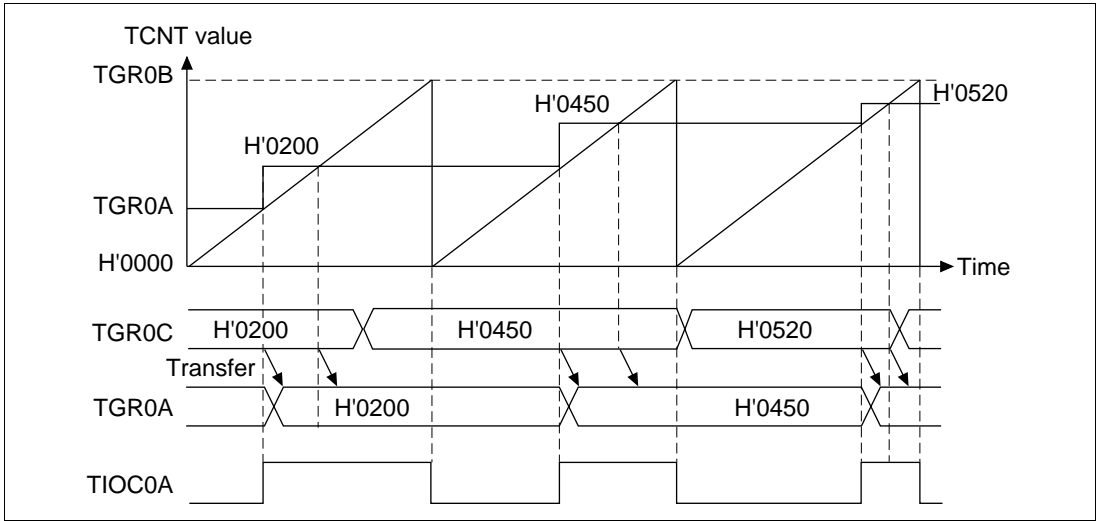 TCNT value
TGR0B
H'0520
H'0450
H'0200
TGR0A
H'0000
Time
TGR0C
H'0200
H'0450
H'0520
Transfer
TGR0A
H'0200
H'0450
TIOC0A